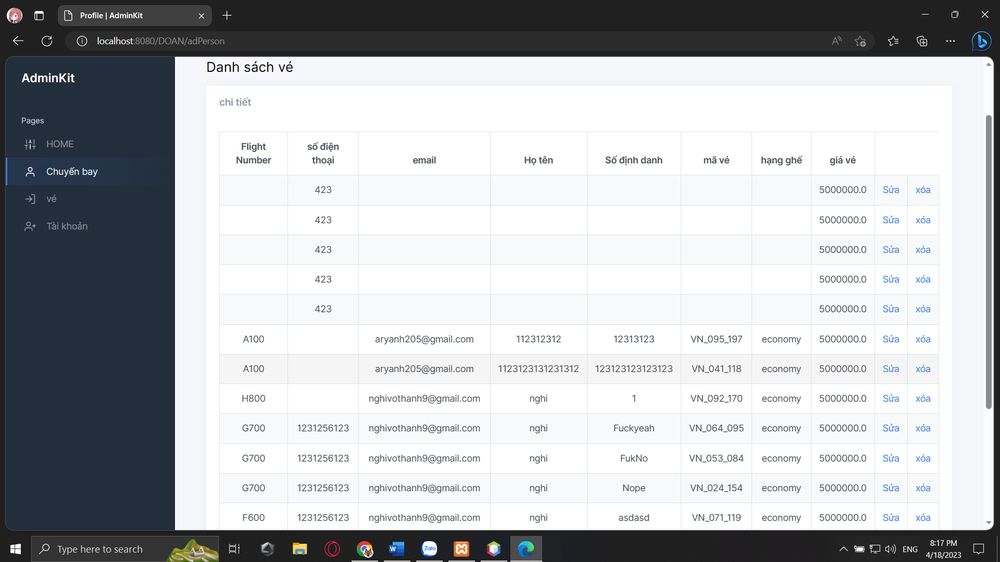 Profile | AdminKit
localhost:8080/DOAN/adPerson
AdminKit
Pages
HOME
Chuyến bay
vé
Tài khoản
Danh sách vé
chi tiết
Flight Number số điện thoại email Họ tên Số định danh mã vé hạng ghế giá vé
423 5000000.0 Sửa xóa
423 5000000.0 Sửa xóa
423 5000000.0 Sửa xóa
423 5000000.0 Sửa xóa
423 5000000.0 Sửa xóa
A100 aryanh205@gmail.com 112312312 12313123 VN_095_197 economy 5000000.0 Sửa xóa
A100 aryanh205@gmail.com 1123123131231312 123123123123123 VN_041_118 economy 5000000.0 Sửa xóa
H800 nghivothanh9@gmail.com nghi 1 VN_092_170 economy 5000000.0 Sửa xóa
G700 1231256123 nghivothanh9@gmail.com nghi Fuckyeah VN_064_095 economy 5000000.0 Sửa xóa
G700 1231256123 nghivothanh9@gmail.com nghi FukNo VN_053_084 economy 5000000.0 Sửa xóa
G700 1231256123 nghivothanh9@gmail.com nghi Nope VN_024_154 economy 5000000.0 Sửa xóa
F600 1231256123 nghivothanh9@gmail.com nghi asdasd VN_071_119 economy 5000000.0 Sửa xóa
Type here to search
W
Zalo
ENG
8:17 PM
4/18/2023